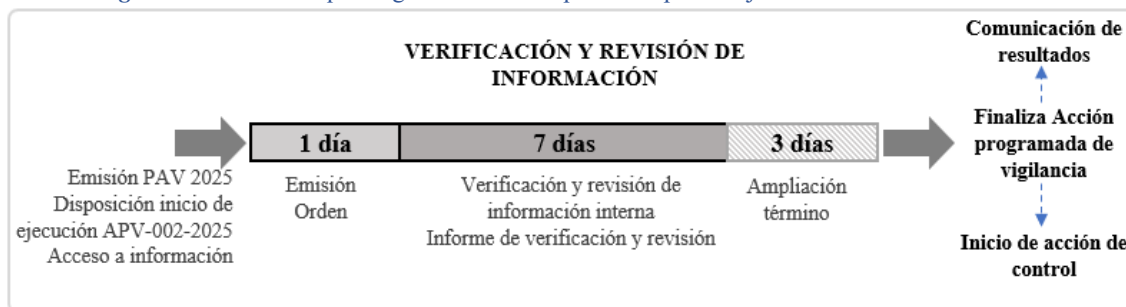 VERIFICACIÓN Y REVISIÓN DE
INFORMACIÓN
1 día
7 días
3 días
Emisión PAV 2025
Disposición inicio de
ejecución APV-002-2025
Acceso a información
Emisión
Orden
Verificación y revisión de
información interna
Informe de verificación y revisión
Ampliación
término
Comunicación de
resultados
Finaliza Acción
programada de
vigilancia
Inicio de acción de
control